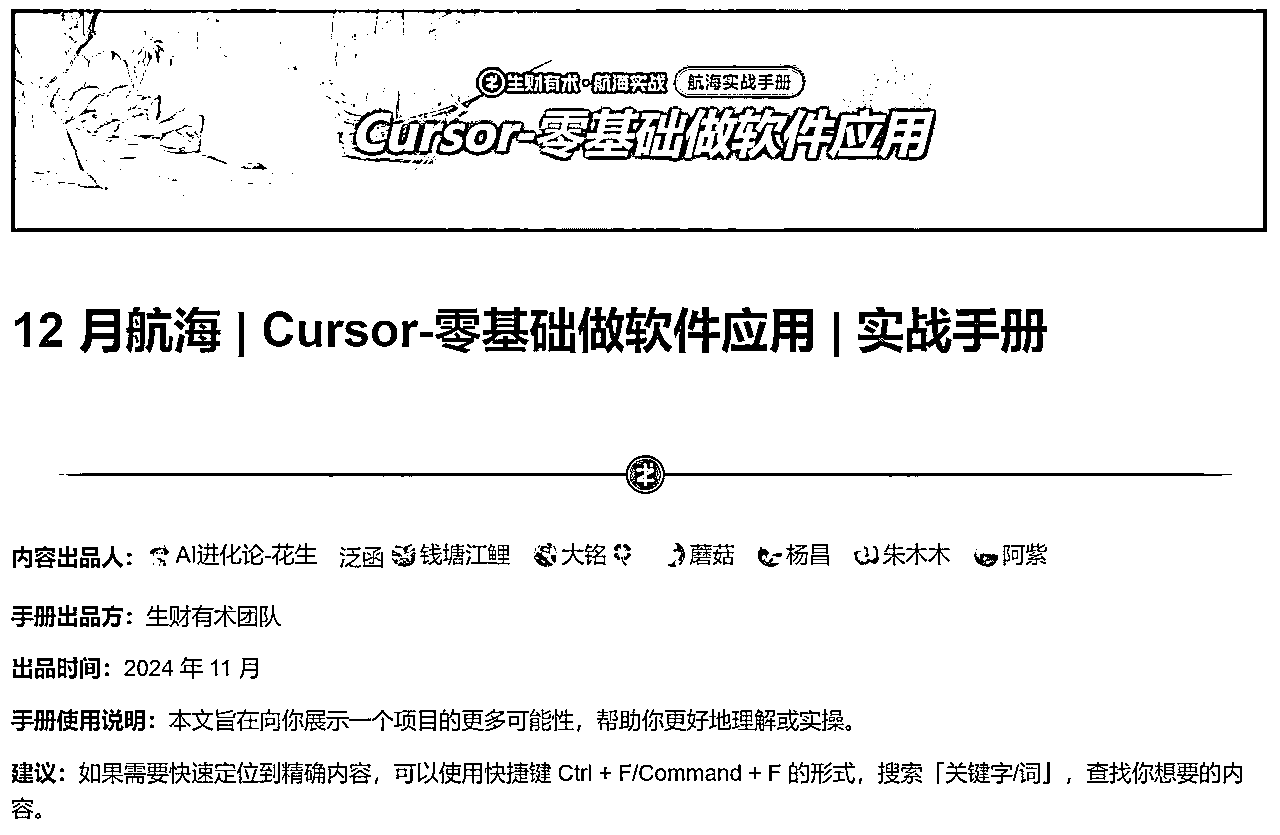 生财有术·航海实战 航海实战手册
Cursor-零基础做软件应用
12 月航海 | Cursor-零基础做软件应用 | 实战手册
内容出品人： AI进化论-花生 泛函 钱塘江鲤 大铭 蘑菇 杨昌 朱木木 阿紫
手册出品方：生财有术团队
出品时间：2024 年 11 月
手册使用说明：本文旨在向你展示一个项目的更多可能性，帮助你更好地理解或实操。
建议：如果需要快速定位到精确内容，可以使用快捷键 Ctrl + F/Command + F 的形式，搜索「关键字/词」，查找你想要的内
容。